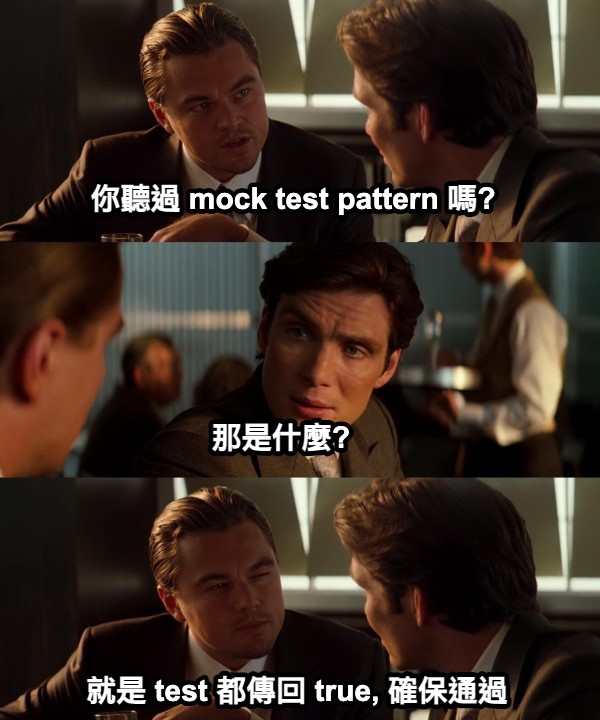 你聽過 mock test pattern 嗎?
那是什麼?
就是 test 都傳回 true, 確保通過